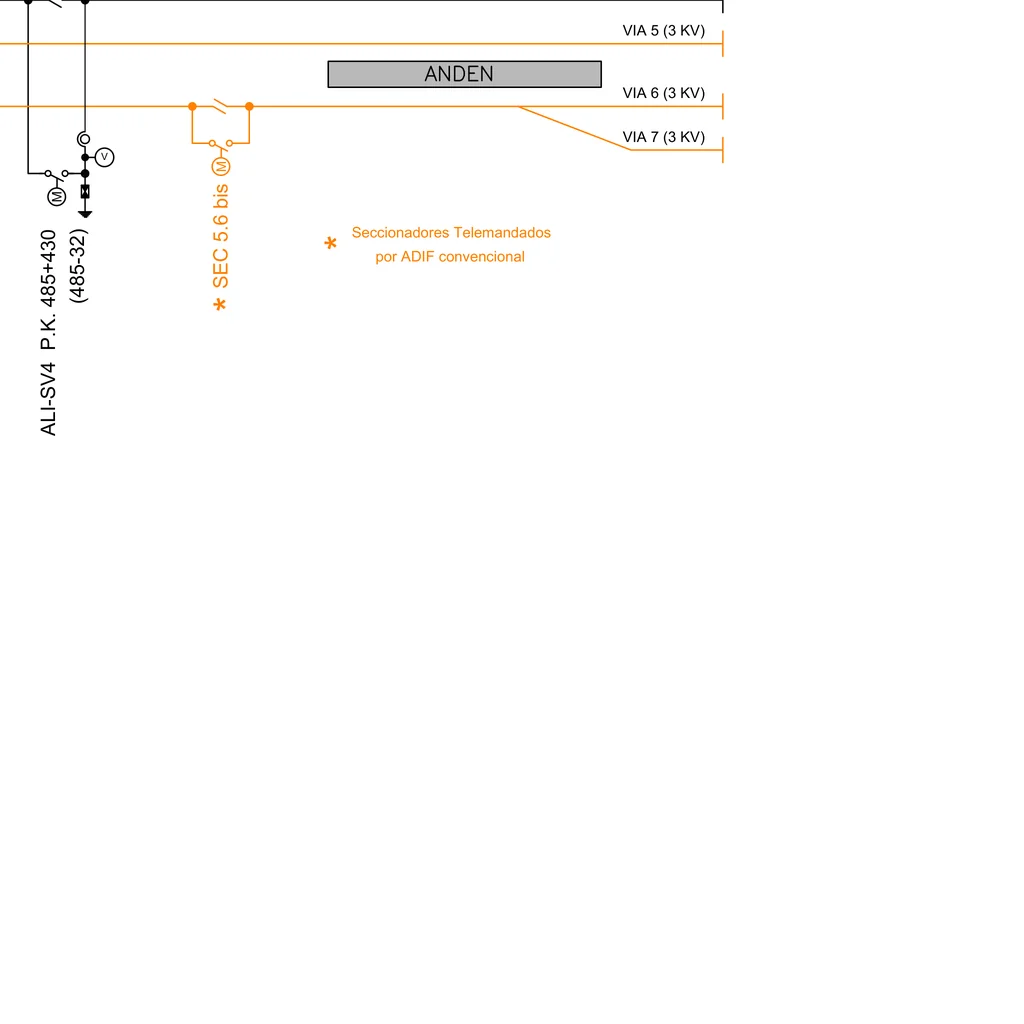 VIA 5 (3 KV)
ANDEN
VIA 6 (3 KV)
VIA 7 (3 KV)
V
M
M
* SEC 5.6 bis
* Seccionadores Telemandados
por ADIF convencional
ALI-SV4 P.K. 485+430
(485-32)